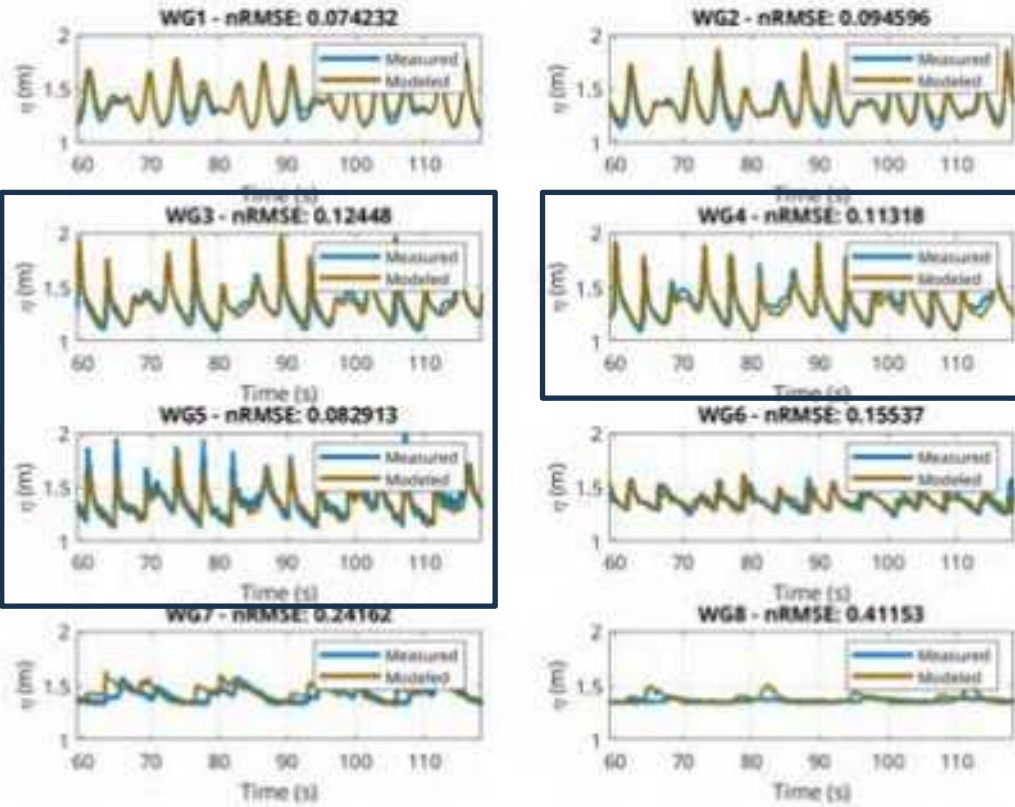 WG1 - nRMSE: 0.074232
η (m)
2
1.5
1
Measured
Modeled
60 70 80 90 100 110
Time (s)
WG2 - nRMSE: 0.094596
η (m)
2
1.5
1
Measured
Modeled
60 70 80 90 100 110
Time (s)
WG3 - nRMSE: 0.12448
η (m)
2
1.5
1
Measured
Modeled
60 70 80 90 100 110
Time (s)
WG4 - nRMSE: 0.11318
η (m)
2
1.5
1
Measured
Modeled
60 70 80 90 100 110
Time (s)
WG5 - nRMSE: 0.082913
η (m)
2
1.5
1
Measured
Modeled
60 70 80 90 100 110
Time (s)
WG6 - nRMSE: 0.15537
η (m)
2
1.5
1
Measured
Modeled
60 70 80 90 100 110
Time (s)
WG7 - nRMSE: 0.24162
η (m)
2
1.5
1
Measured
Modeled
60 70 80 90 100 110
Time (s)
WG8 - nRMSE: 0.41153
η (m)
2
1.5
1
Measured
Modeled
60 70 80 90 100 110
Time (s)